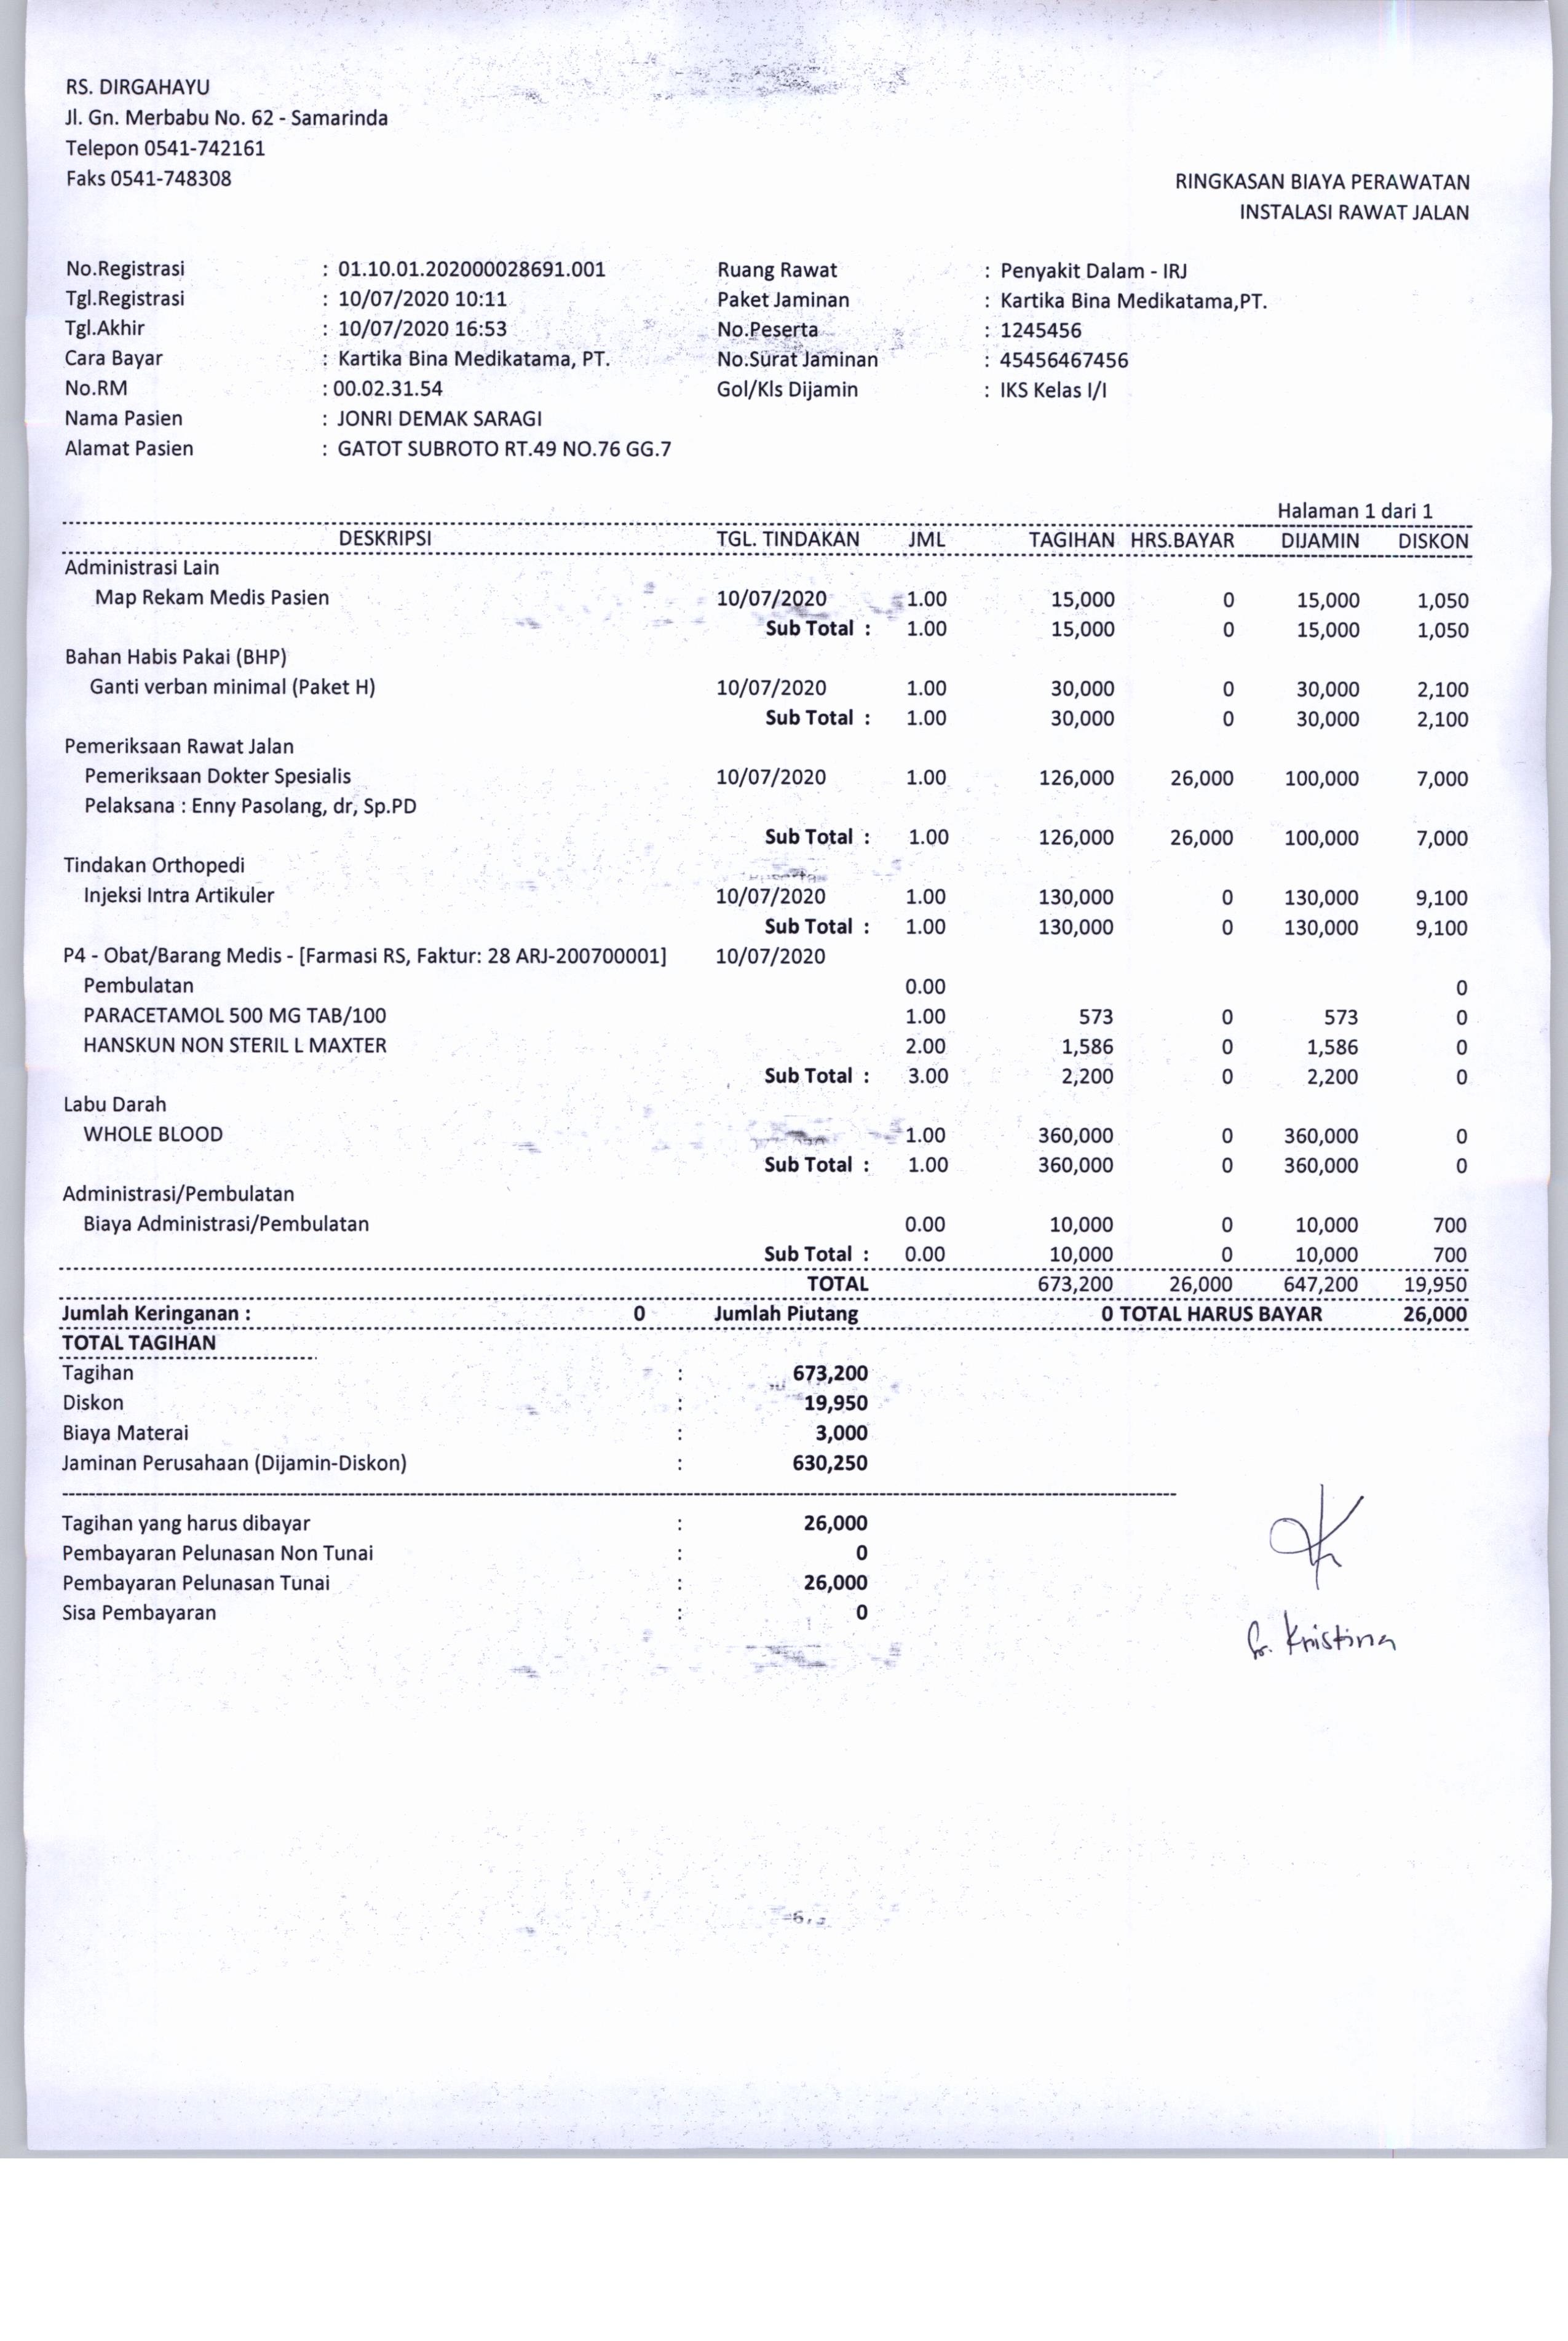 RS. DIRGAHAYU
Jl. Gn. Merbabu No. 62 - Samarinda
Telepon 0541-742161
Faks 0541-748308
RINGKASAN BIAYA PERAWATAN
INSTALASI RAWAT JALAN
No.Registrasi : 01.10.01.202000028691.001 Ruang Rawat : Penyakit Dalam - IRJ
Tgl.Registrasi : 10/07/2020 10:11 Paket Jaminan : Kartika Bina Medikatama,PT.
Tgl.Akhir : 10/07/2020 16:53 No.Peserta : 1245456
Cara Bayar : Kartika Bina Medikatama, PT. No.Surat Jaminan : 45456467456
No.RM : 00.02.31.54 Gol/Kls Dijamin : IKS Kelas I/I
Nama Pasien : JONRI DEMAK SARAGI
Alamat Pasien : GATOT SUBROTO RT.49 NO.76 GG.7
Halaman 1 dari 1
DESKRIPSI TGL. TINDAKAN JML TAGIHAN HRS.BAYAR DIJAMIN DISKON
Administrasi Lain
Map Rekam Medis Pasien 10/07/2020 1.00 15,000 0 15,000 1,050
Sub Total : 1.00 15,000 0 15,000 1,050
Bahan Habis Pakai (BHP)
Ganti verban minimal (Paket H) 10/07/2020 1.00 30,000 0 30,000 2,100
Sub Total : 1.00 30,000 0 30,000 2,100
Pemeriksaan Rawat Jalan
Pemeriksaan Dokter Spesialis 10/07/2020 1.00 126,000 26,000 100,000 7,000
Pelaksana : Enny Pasolang, dr, Sp.PD
Sub Total : 1.00 126,000 26,000 100,000 7,000
Tindakan Orthopedi
Injeksi Intra Artikuler 10/07/2020 1.00 130,000 0 130,000 9,100
Sub Total : 1.00 130,000 0 130,000 9,100
P4 - Obat/Barang Medis - [Farmasi RS, Faktur: 28 ARJ-200700001] 10/07/2020
Pembulatan 0.00 0
PARACETAMOL 500 MG TAB/100 1.00 573 0 573 0
HANSKUN NON STERIL L MAXTER 2.00 1,586 0 1,586 0
Sub Total : 3.00 2,200 0 2,200 0
Labu Darah
WHOLE BLOOD 1.00 360,000 0 360,000 0
Sub Total : 1.00 360,000 0 360,000 0
Administrasi/Pembulatan
Biaya Administrasi/Pembulatan 0.00 10,000 0 10,000 700
Sub Total : 0.00 10,000 0 10,000 700
TOTAL 673,200 26,000 647,200 19,950
Jumlah Keringanan : 0 Jumlah Piutang 0 TOTAL HARUS BAYAR 26,000
TOTAL TAGIHAN
Tagihan : 673,200
Diskon : 19,950
Biaya Materai : 3,000
Jaminan Perusahaan (Dijamin-Diskon) : 630,250
Tagihan yang harus dibayar : 26,000
Pembayaran Pelunasan Non Tunai : 0
Pembayaran Pelunasan Tunai : 26,000
Sisa Pembayaran : 0
Kristina